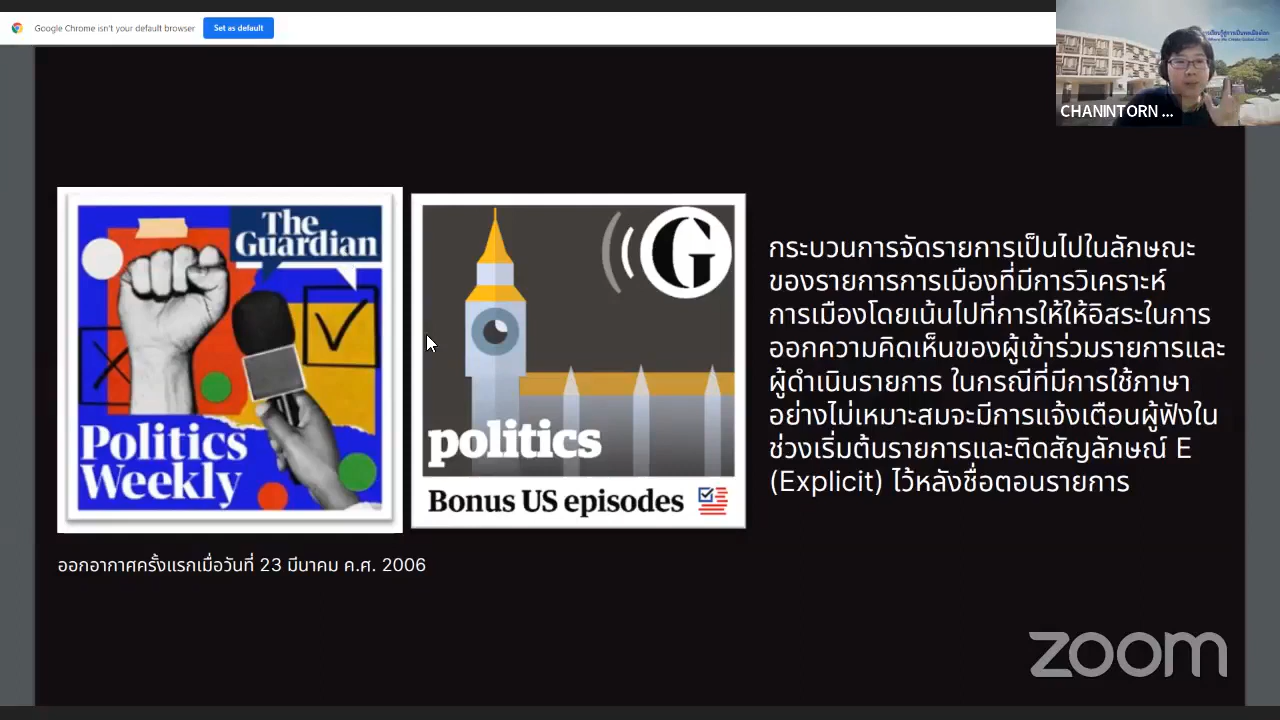 Google Chrome isn't your default browser
Set as default
CHANINTORN ...
The
Guardian
Politics
Weekly
G
politics
Bonus US episodes
กระบวนการจัดรายการเป็นไปในลักษณะ
ของรายการการเมืองที่มีการวิเคราะห์
การเมืองโดยเน้นไปที่การให้ให้อิสระในการ
ออกความคิดเห็นของผู้เข้าร่วมรายการและ
ผู้ดำเนินรายการ ในกรณีที่มีการใช้ภาษา
อย่างไม่เหมาะสมจะมีการแจ้งเตือนผู้ฟังใน
ช่วงเริ่มต้นรายการและติดสัญลักษณ์ E
(Explicit) ไว้หลังชื่อตอนรายการ
ออกอากาศครั้งแรกเมื่อวันที่ 23 มีนาคม ค.ศ. 2006
zoom